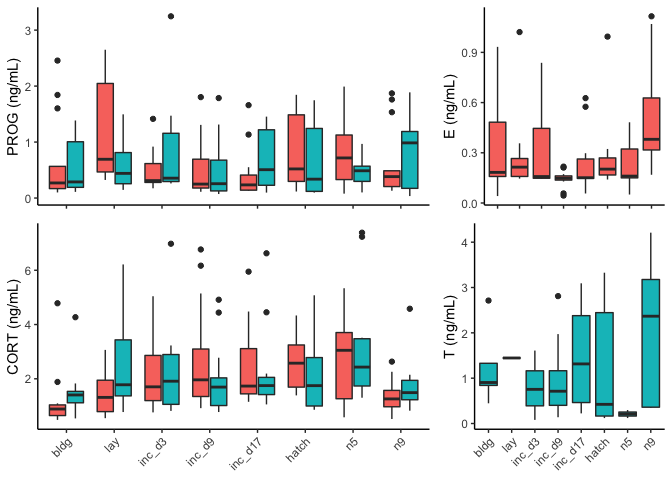 PROG (ng/mL)
3
2
1
0
E (ng/mL)
0.9
0.6
0.3
0.0
CORT (ng/mL)
6
4
2
bldg
lay
inc_d3
inc_d9
inc_d17
hatch
n5
n9
T (ng/mL)
4
3
2
1
0
bldg
lay
inc_d3
inc_d9
inc_d17
hatch
n5
n9